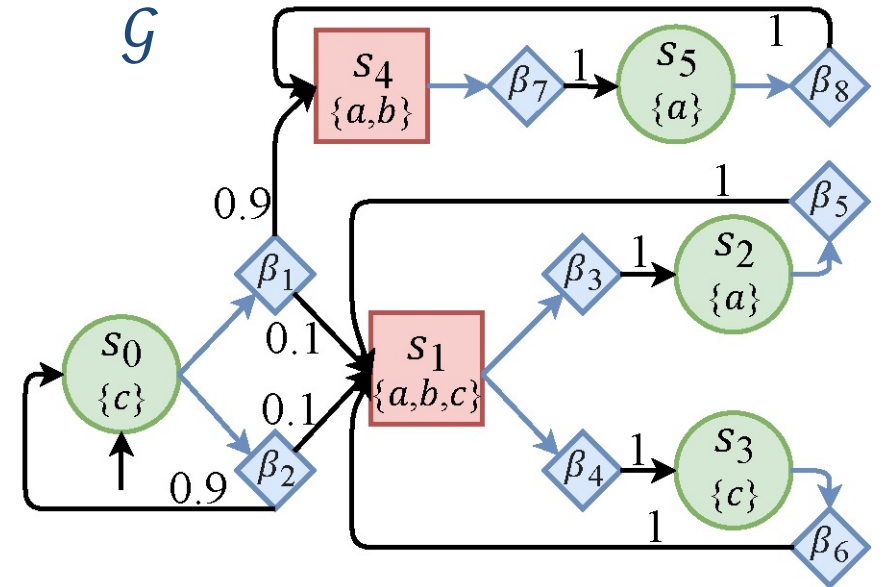 𝒢
s₄
{a,b}
β₇
1
s₅
{a}
1
β₈
0.9
1
β₅
β₁
0.1
β₃
1
s₂
{a}
s₀
{c}
s₁
{a,b,c}
0.1
β₂
0.9
β₄
1
s₃
{c}
1
β₆